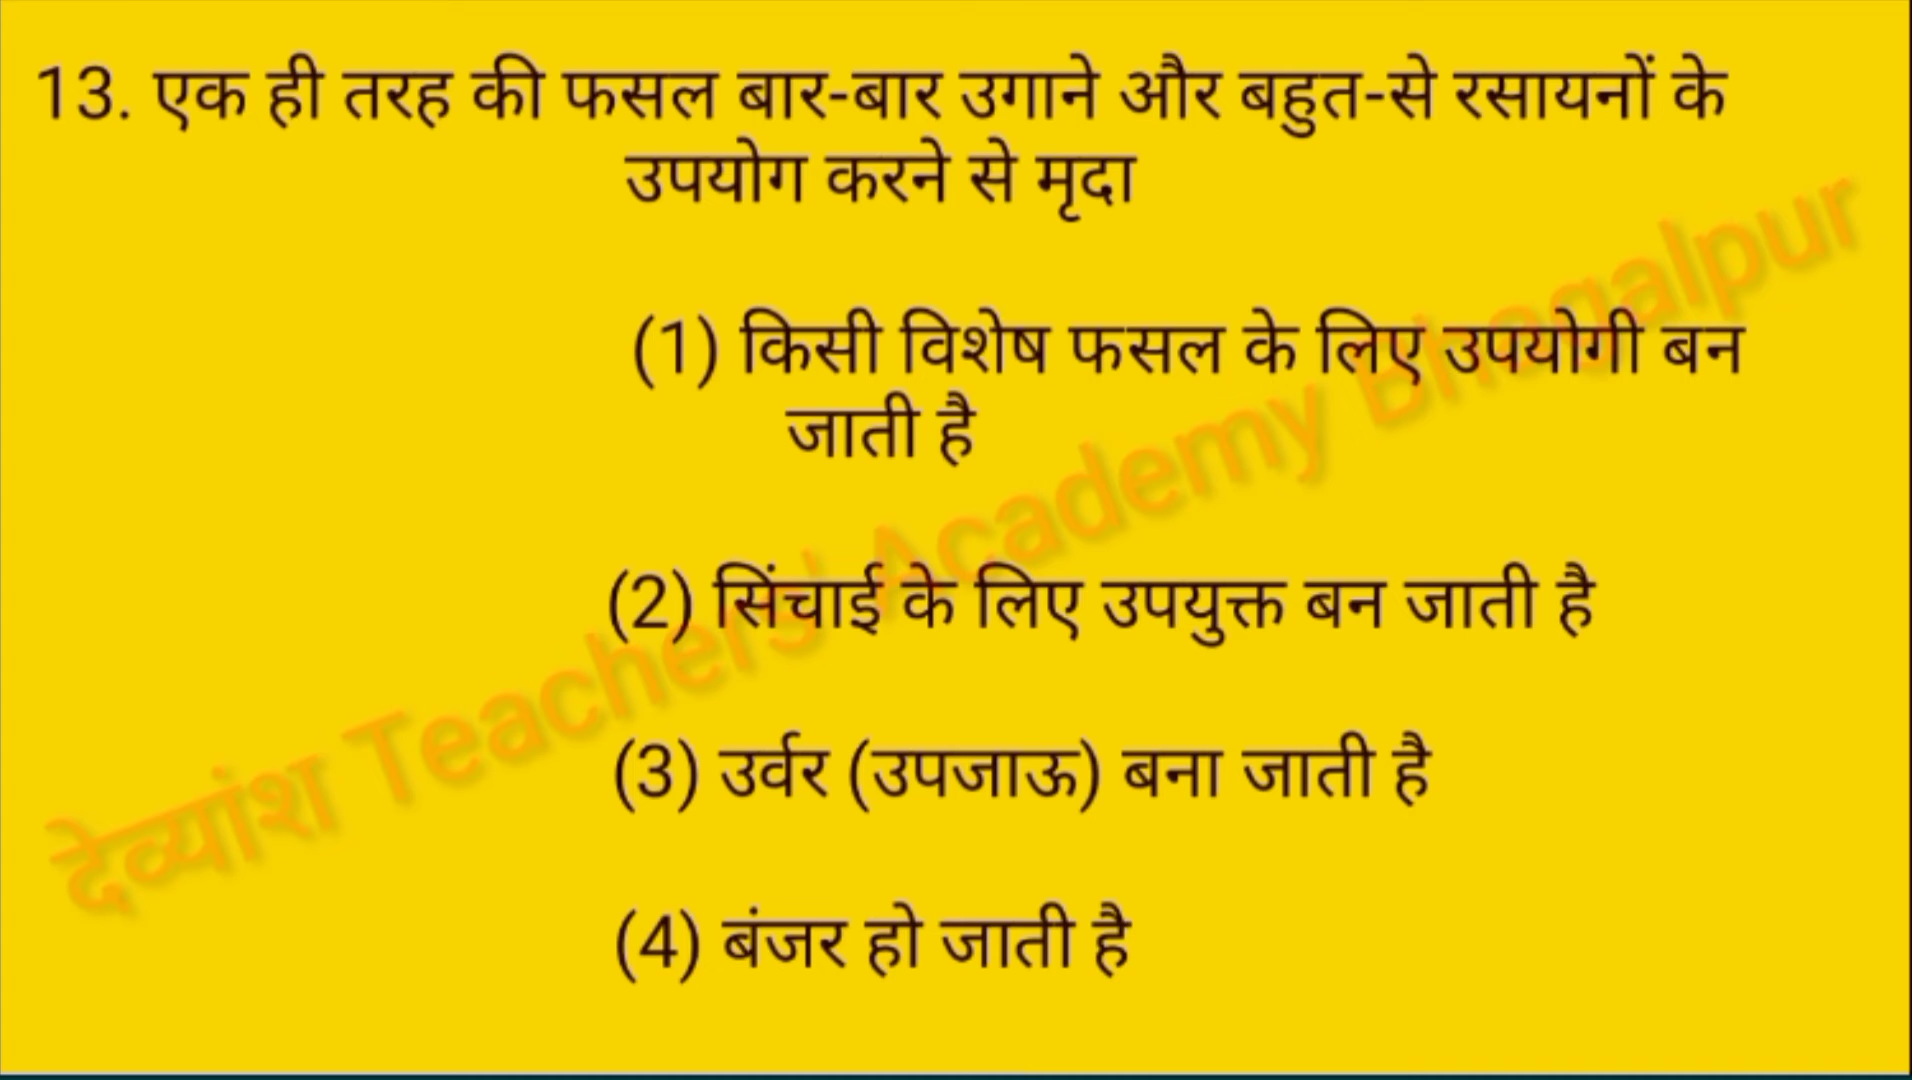 13. एक ही तरह की फसल बार-बार उगाने और बहुत-से रसायनों के
उपयोग करने से मृदा
(1) किसी विशेष फसल के लिए उपयोगी बन
जाती है
(2) सिंचाई के लिए उपयुक्त बन जाती है
(3) उर्वर (उपजाऊ) बना जाती है
(4) बंजर हो जाती है
देव्यांश Teachers' Academy Bhagalpur